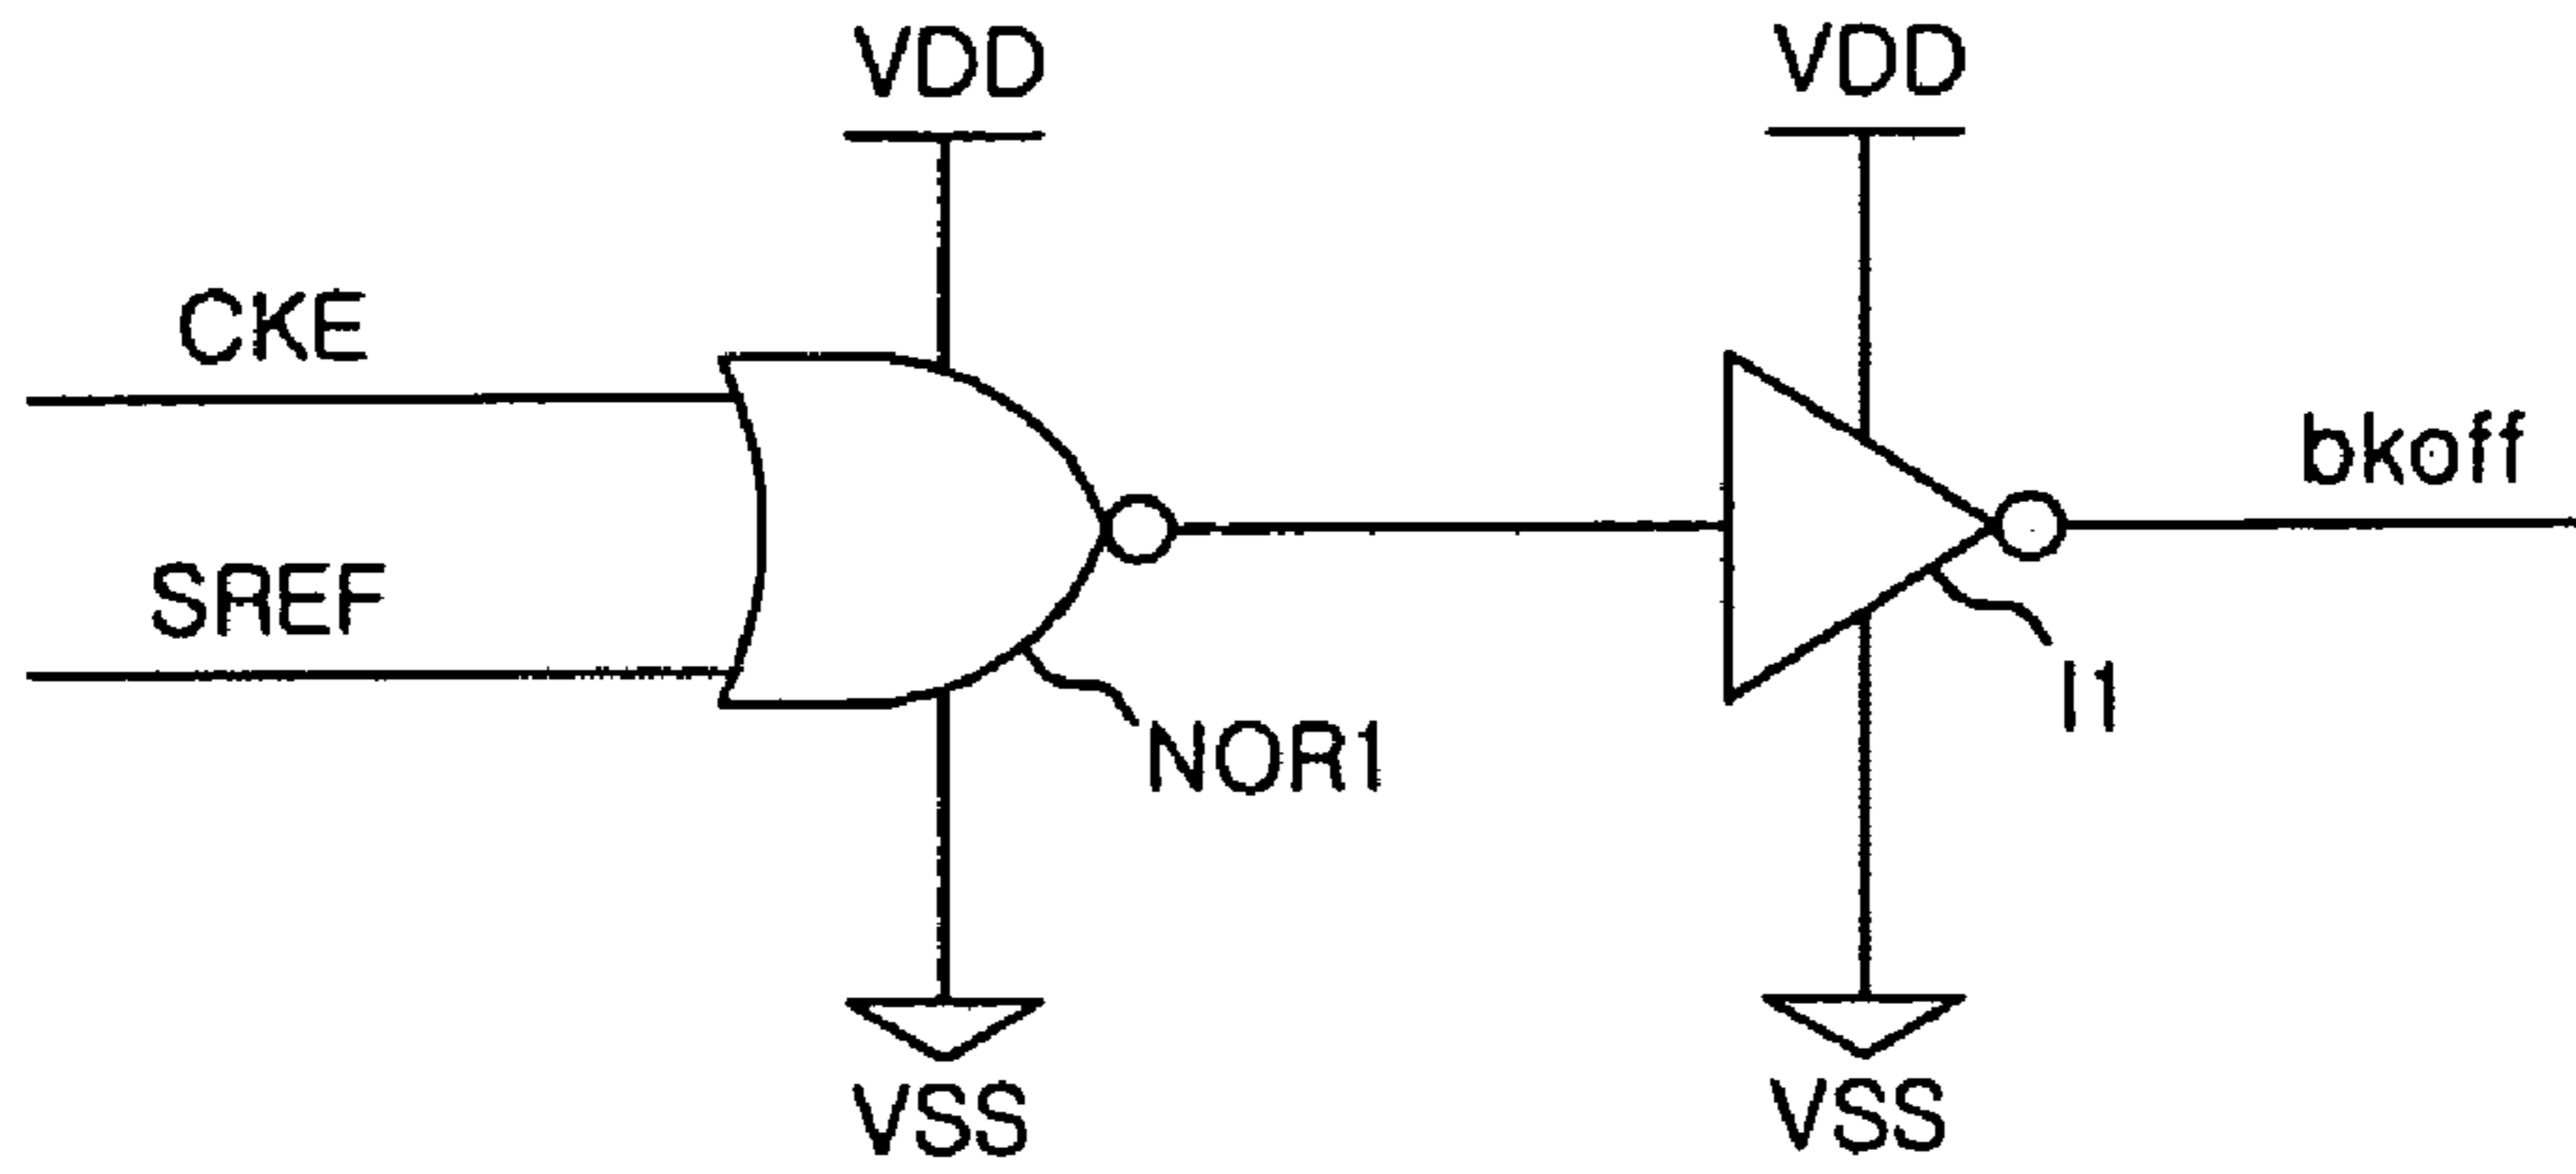 VDD
VDD
CKE
bkoff
SREF
I1
NOR1
VSS
VSS